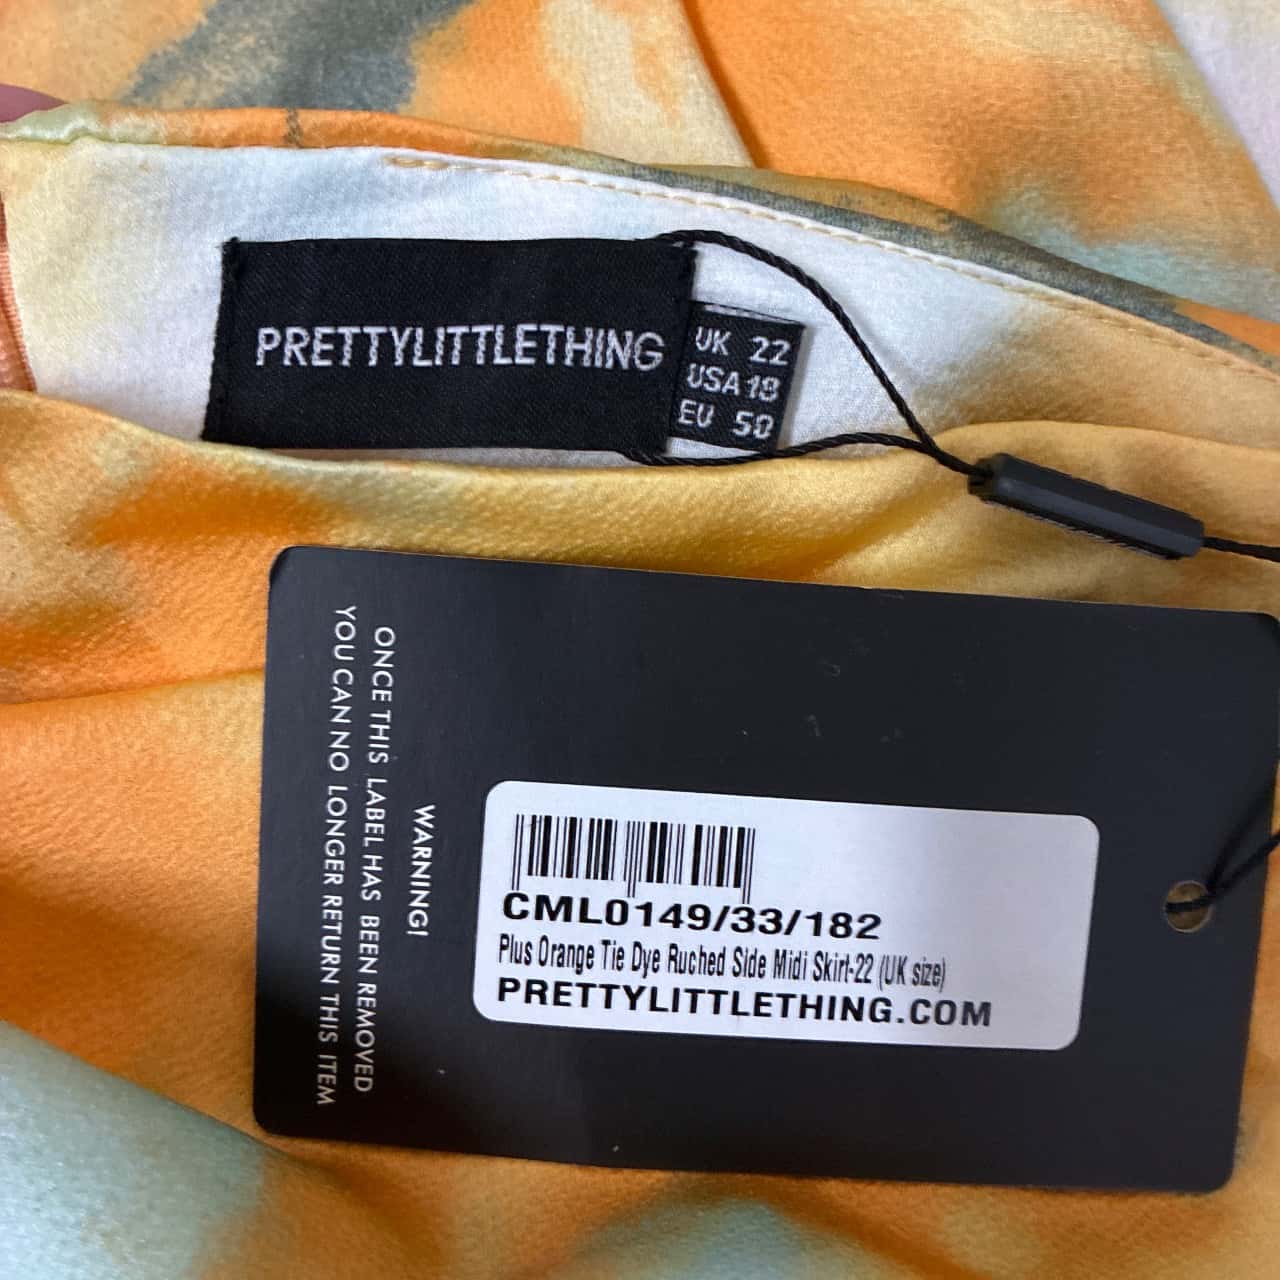 PRETTYLITTLETHING
UK 22
USA 18
EU 50
WARNING!
ONCE THIS LABEL HAS BEEN REMOVED
YOU CAN NO LONGER RETURN THIS ITEM
CML0149/33/182
Plus Orange Tie Dye Ruched Side Midi Skirt-22 (UK size)
PRETTYLITTLETHING.COM